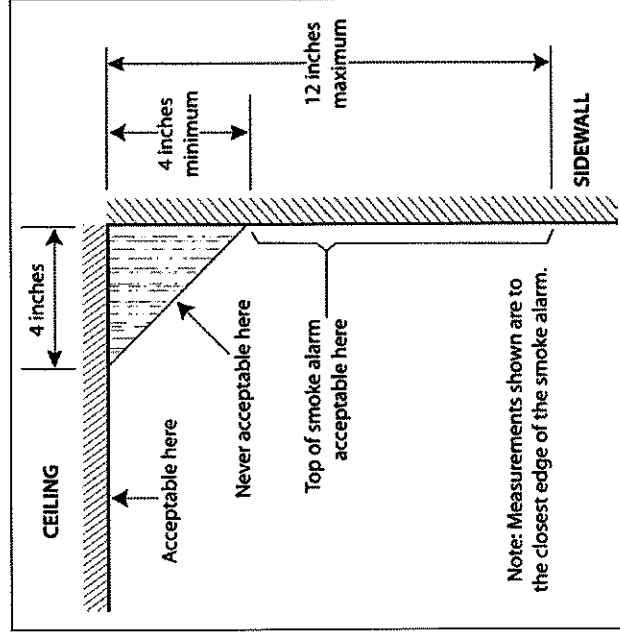 CEILING
4 inches
4 inches
minimum
12 inches
maximum
Acceptable here
Never acceptable here
Top of smoke alarm
acceptable here
SIDEWALL
Note: Measurements shown are to
the closest edge of the smoke alarm.